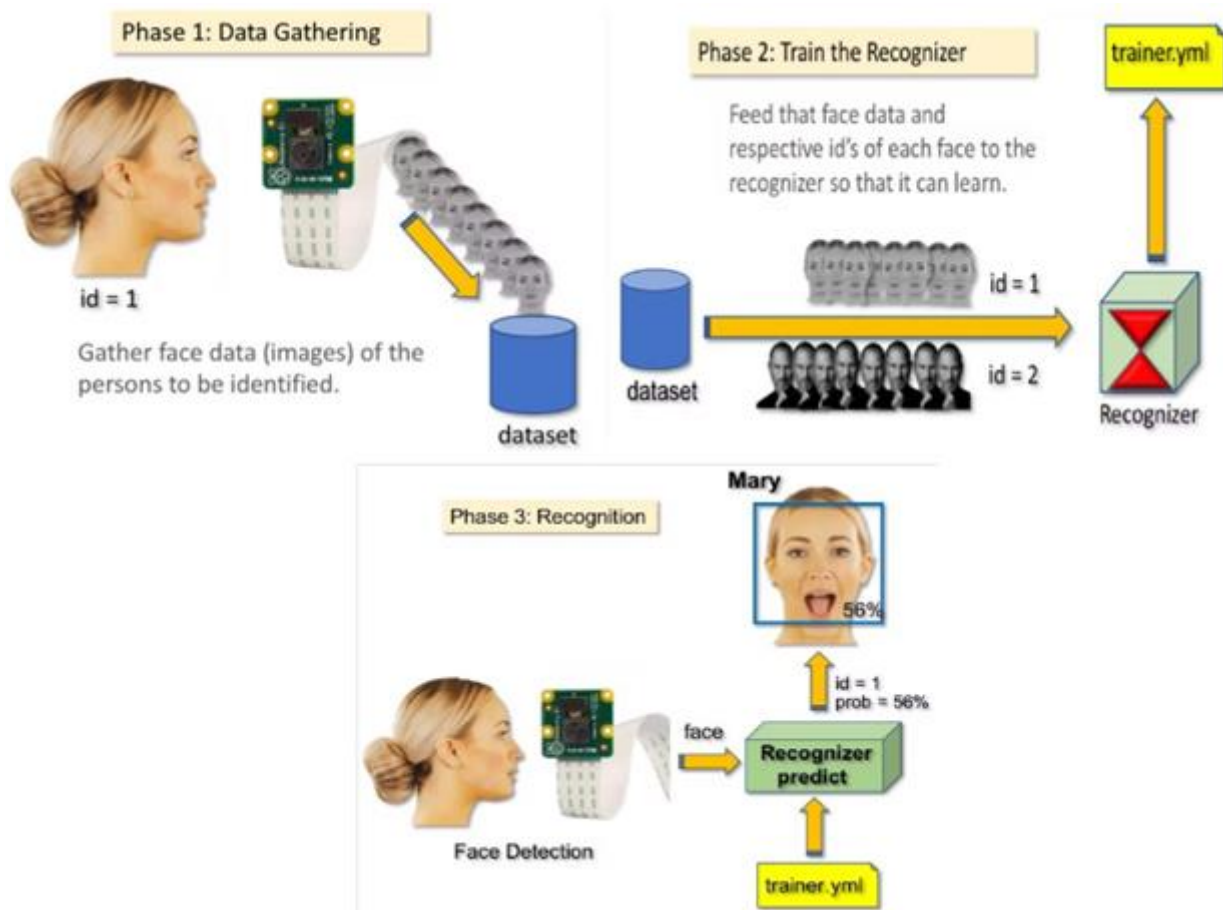 Phase 1: Data Gathering
id = 1
Gather face data (images) of the
persons to be identified.
dataset
Phase 2: Train the Recognizer
trainer.yml
Feed that face data and
respective id's of each face to the
recognizer so that it can learn.
id = 1
dataset
id = 2
Recognizer
Phase 3: Recognition
Mary
56%
id = 1
prob = 56%
face
Recognizer
predict
Face Detection
trainer.yml